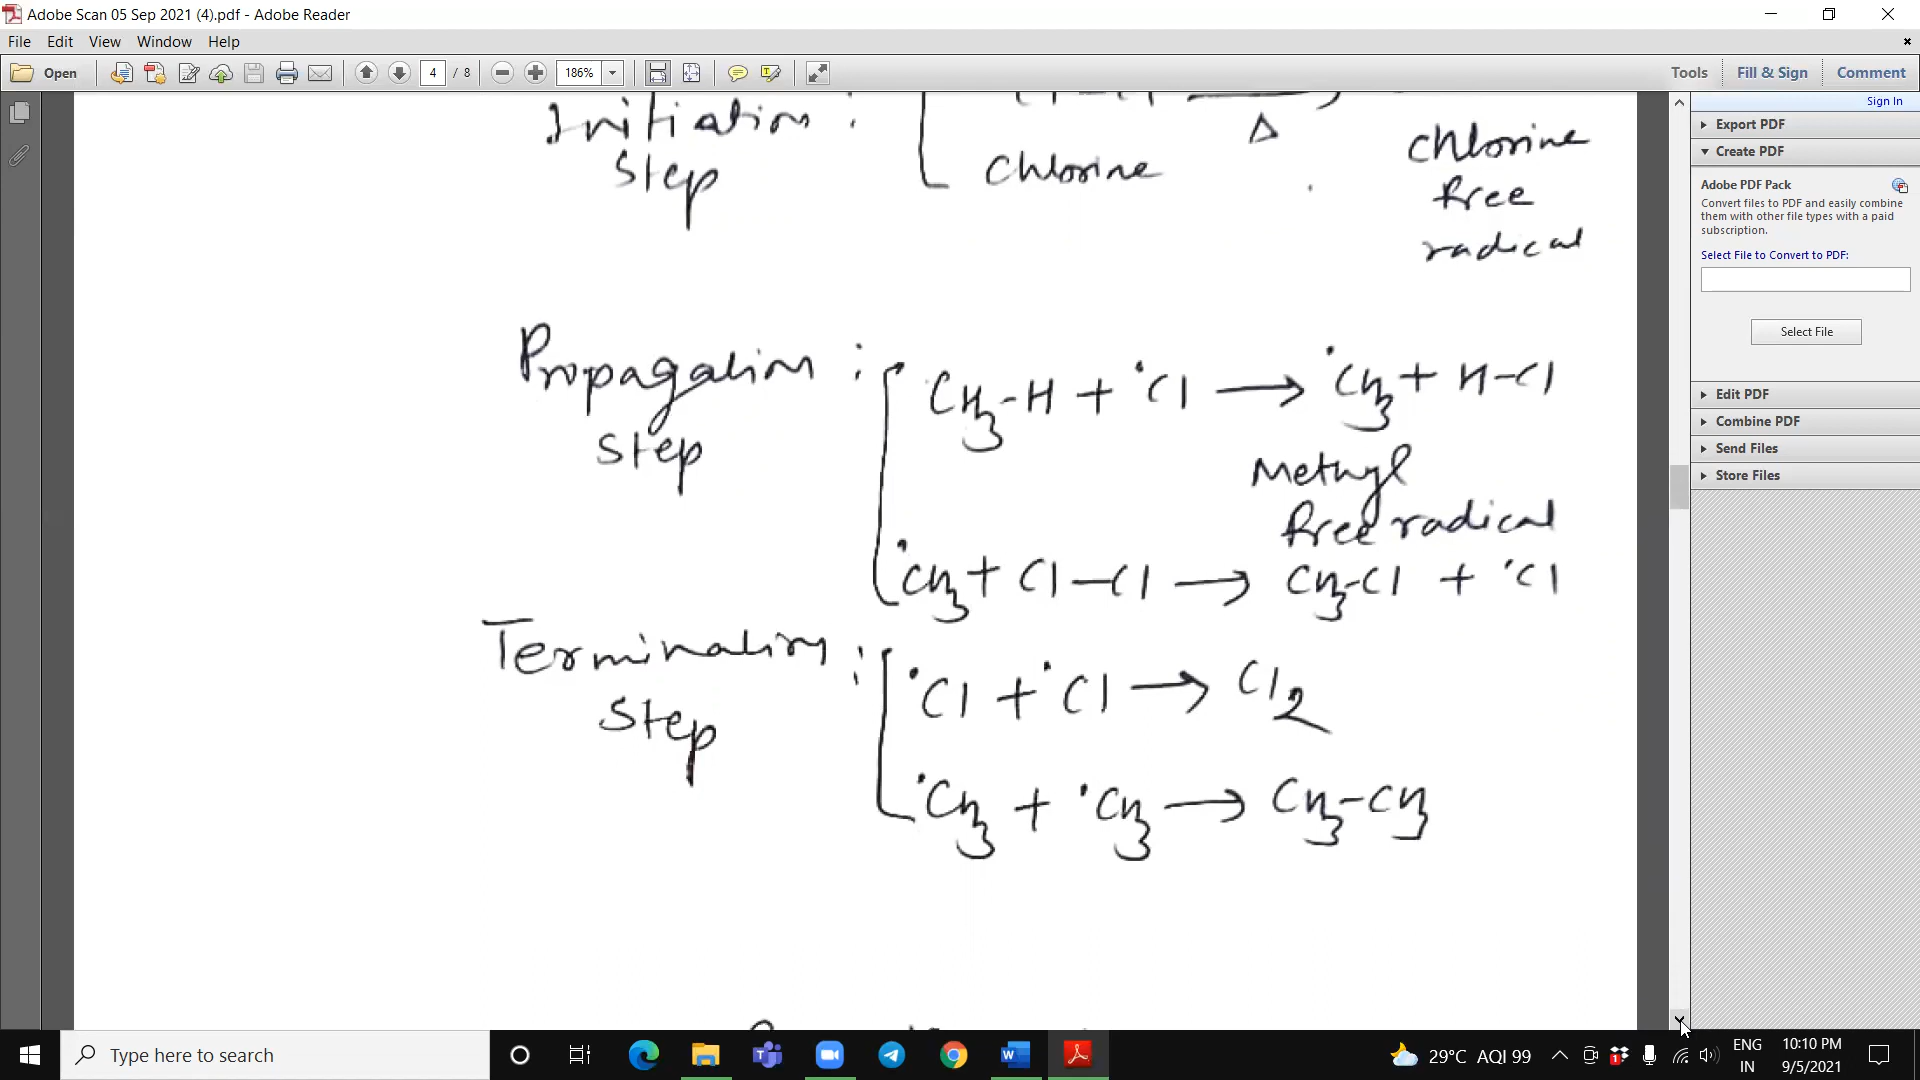 Adobe Scan 05 Sep 2021 (4).pdf - Adobe Reader
File Edit View Window Help
Open 4 / 8 186% Tools Fill & Sign Comment
Sign In
Export PDF
Create PDF
Adobe PDF Pack
Convert files to PDF and easily combine
them with other file types with a paid
subscription.
Select File to Convert to PDF:
Select File
Edit PDF
Combine PDF
Send Files
Store Files
Initiation :
Step
Δ
Chlorine
Chlorine
free
radical
Propagation :
Step
CH₃-H + •Cl ⟶ •CH₃ + H-Cl
Methyl
free radical
•CH₃ + Cl-Cl ⟶ CH₃-Cl + •Cl
Termination :
Step
•Cl + •Cl ⟶ Cl₂
•CH₃ + •CH₃ ⟶ CH₃-CH₃
Type here to search
29°C AQI 99
ENG
IN
10:10 PM
9/5/2021